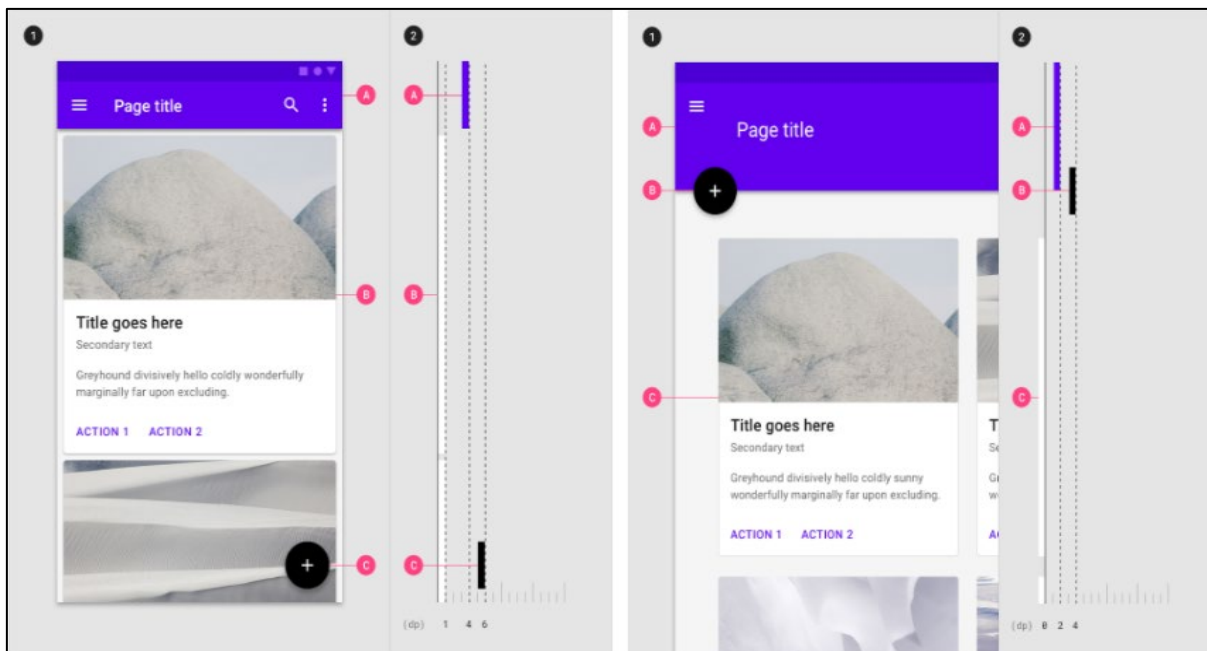 1
Page title
A
B
Title goes here
Secondary text
Greyhound divisively hello coldly wonderfully
marginally far upon excluding.
ACTION 1 ACTION 2
+
C
2
A
B
C
(dp) 1 4 6
1
A
Page title
B
+
C
Title goes here
Secondary text
Greyhound divisively hello coldly sunny
wonderfully marginally far upon excluding.
ACTION 1 ACTION 2
T
S
G
w
A
2
A
B
C
(dp) 0 2 4